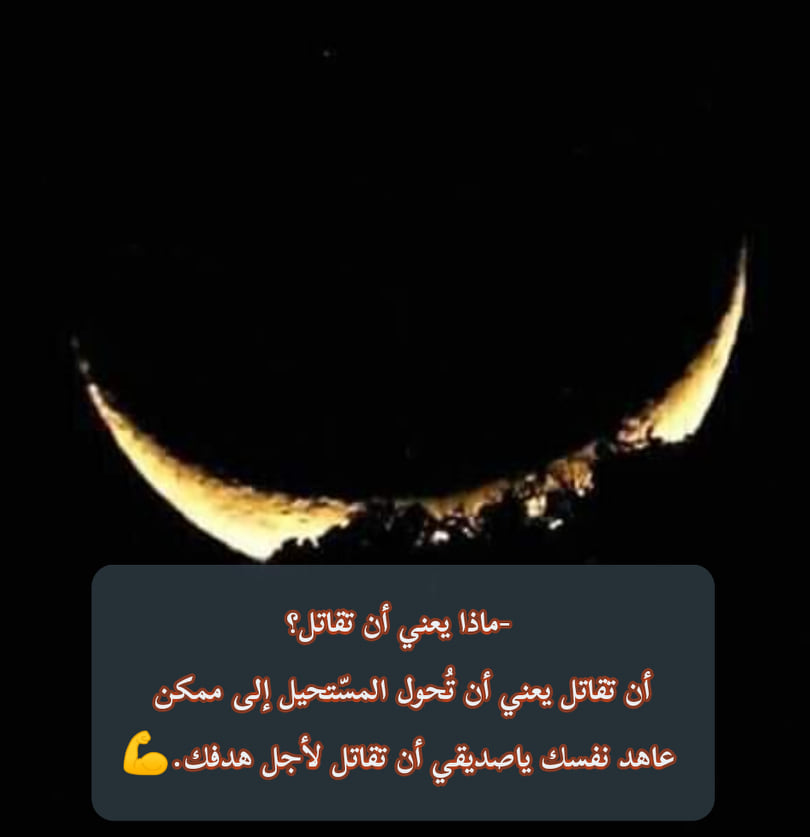 -ماذا يعني أن تقاتل؟
أن تقاتل يعني أن تُحول المسّتحيل إلى ممكن
عاهد نفسك ياصديقي أن تقاتل لأجل هدفك.💪